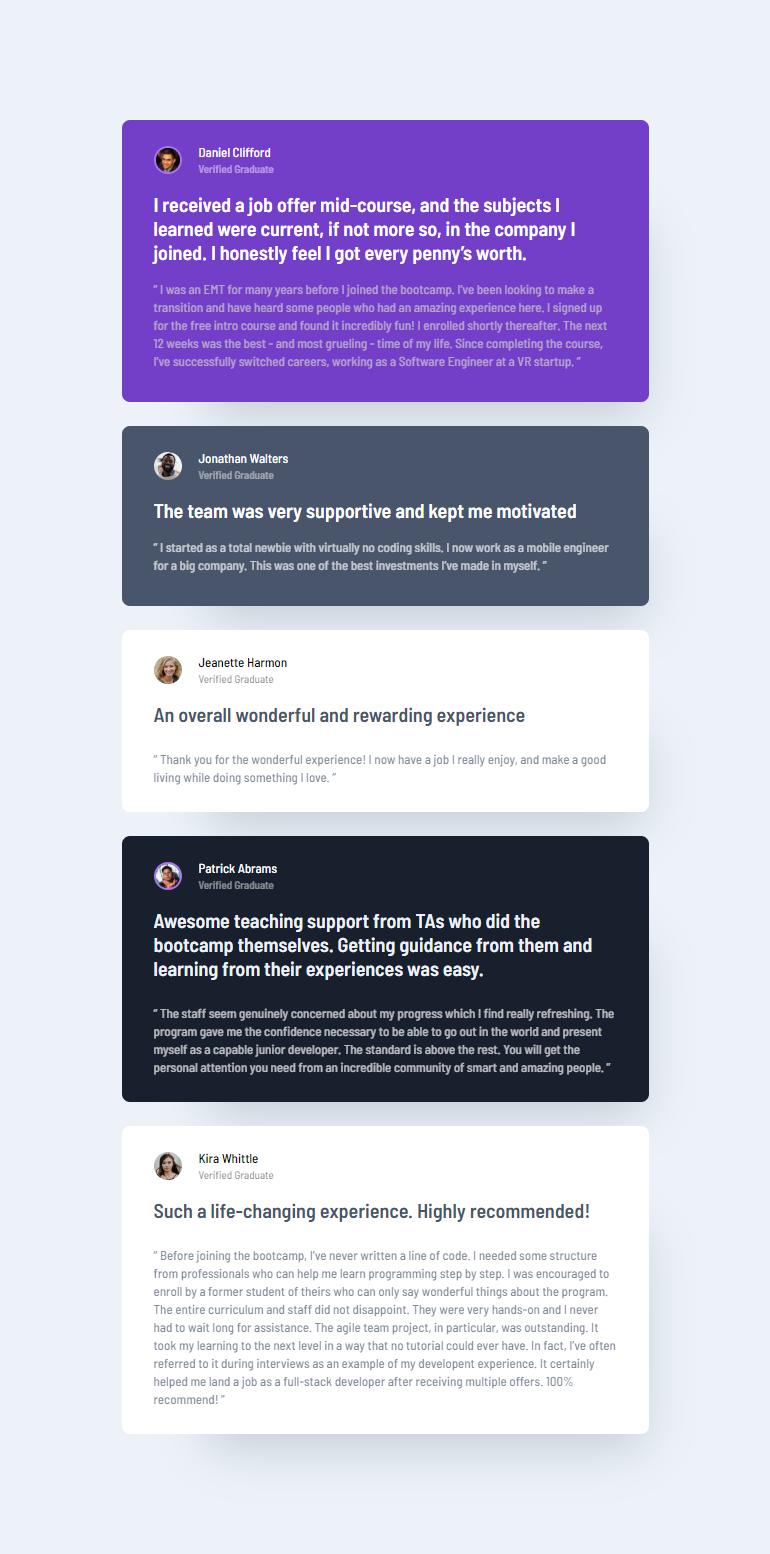 Daniel Clifford
Verified Graduate
I received a job offer mid-course, and the subjects I
learned were current, if not more so, in the company I
joined. I honestly feel I got every penny’s worth.
“ I was an EMT for many years before I joined the bootcamp. I’ve been looking to make a
transition and have heard some people who had an amazing experience here. I signed up
for the free intro course and found it incredibly fun! I enrolled shortly thereafter. The next
12 weeks was the best - and most grueling - time of my life. Since completing the course,
I’ve successfully switched careers, working as a Software Engineer at a VR startup. ”
Jonathan Walters
Verified Graduate
The team was very supportive and kept me motivated
“ I started as a total newbie with virtually no coding skills. I now work as a mobile engineer
for a big company. This was one of the best investments I’ve made in myself. ”
Jeanette Harmon
Verified Graduate
An overall wonderful and rewarding experience
“ Thank you for the wonderful experience! I now have a job I really enjoy, and make a good
living while doing something I love. ”
Patrick Abrams
Verified Graduate
Awesome teaching support from TAs who did the
bootcamp themselves. Getting guidance from them and
learning from their experiences was easy.
“ The staff seem genuinely concerned about my progress which I find really refreshing. The
program gave me the confidence necessary to be able to go out in the world and present
myself as a capable junior developer. The standard is above the rest. You will get the
personal attention you need from an incredible community of smart and amazing people. ”
Kira Whittle
Verified Graduate
Such a life-changing experience. Highly recommended!
“ Before joining the bootcamp, I’ve never written a line of code. I needed some structure
from professionals who can help me learn programming step by step. I was encouraged to
enroll by a former student of theirs who can only say wonderful things about the program.
The entire curriculum and staff did not disappoint. They were very hands-on and I never
had to wait long for assistance. The agile team project, in particular, was outstanding. It
took my learning to the next level in a way that no tutorial could ever have. In fact, I’ve often
referred to it during interviews as an example of my developent experience. It certainly
helped me land a job as a full-stack developer after receiving multiple offers. 100%
recommend! ”